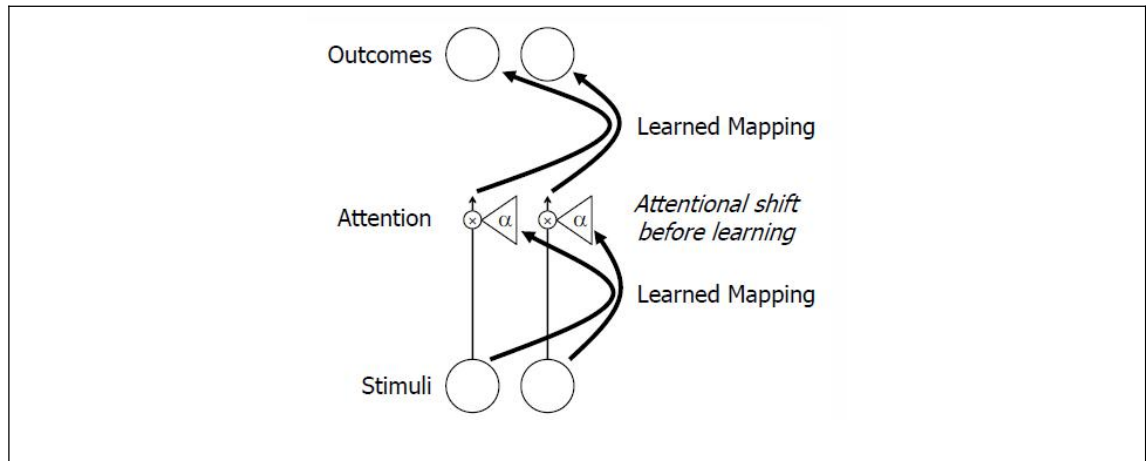 Outcomes
Learned Mapping
Attention
× α × α
Attentional shift
before learning
Learned Mapping
Stimuli